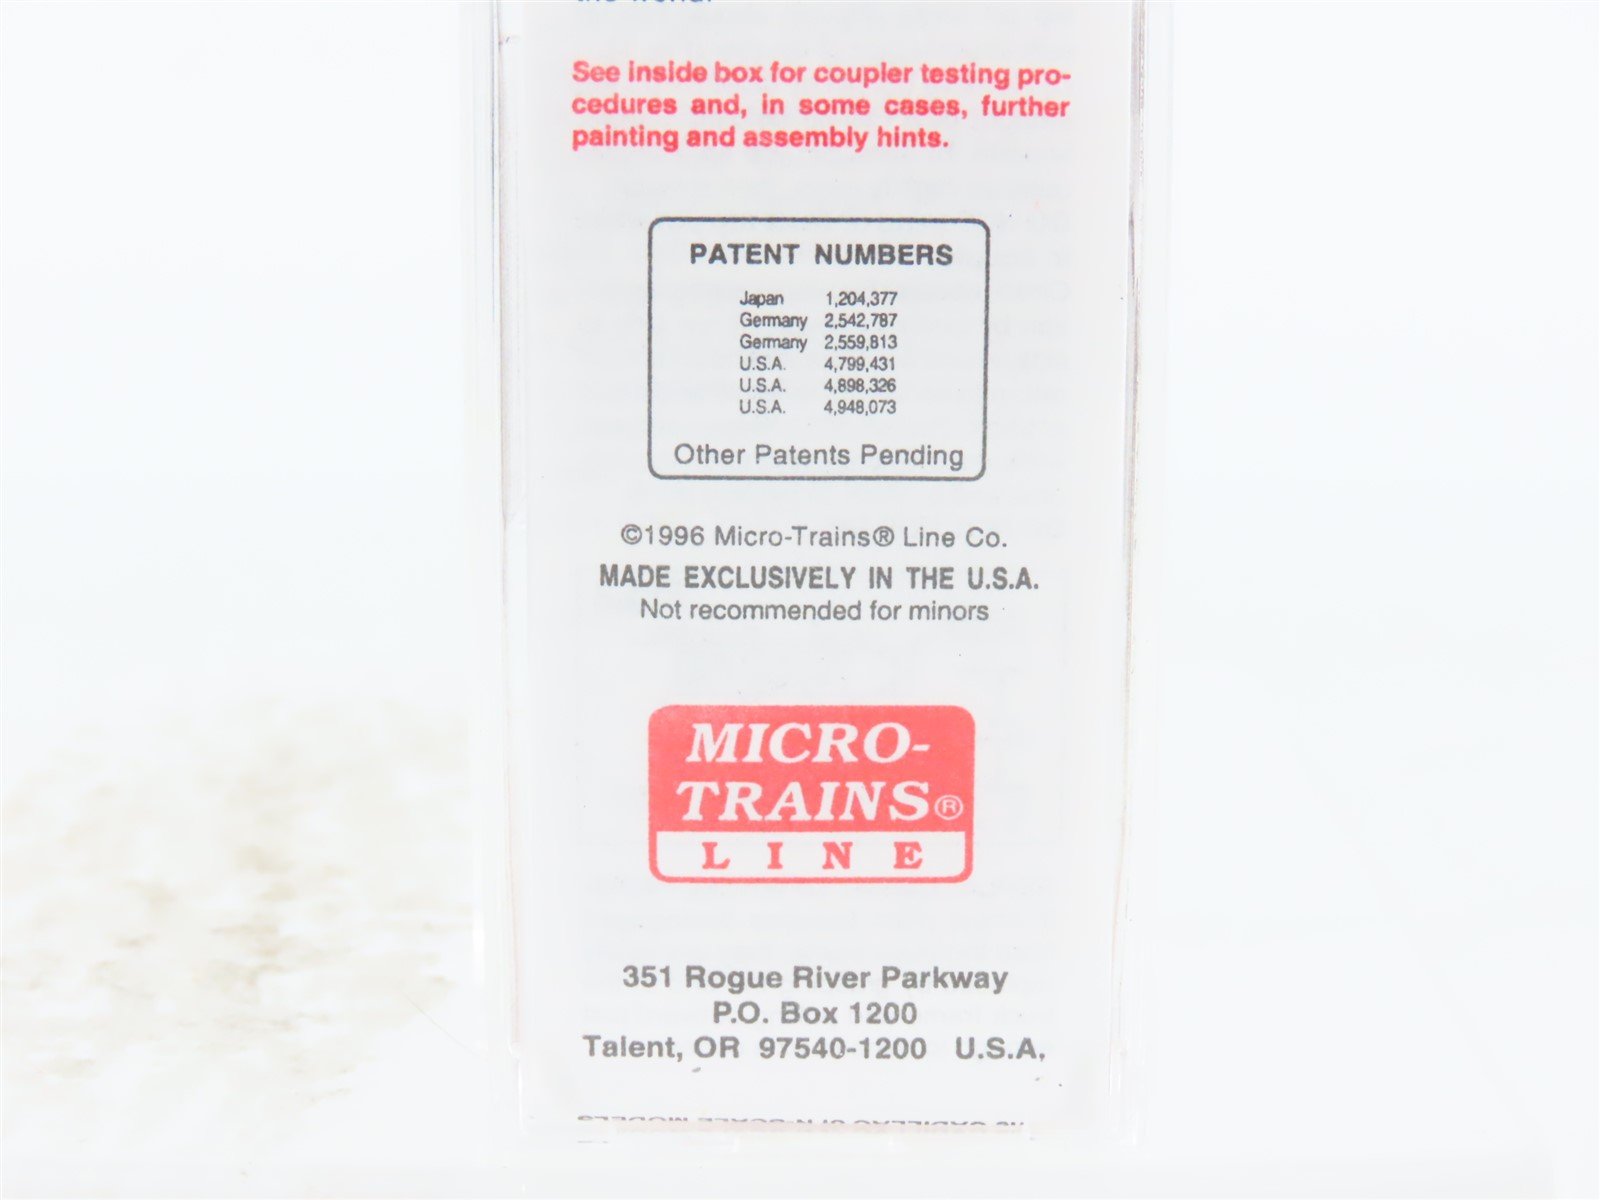 the world.
See inside box for coupler testing pro-
cedures and, in some cases, further
painting and assembly hints.
PATENT NUMBERS
Japan 1,204,377
Germany 2,542,787
Germany 2,559,813
U.S.A. 4,799,431
U.S.A. 4,898,326
U.S.A. 4,948,073
Other Patents Pending
©1996 Micro-Trains® Line Co.
MADE EXCLUSIVELY IN THE U.S.A.
Not recommended for minors
MICRO-
TRAINS®
LINE
351 Rogue River Parkway
P.O. Box 1200
Talent, OR 97540-1200 U.S.A.